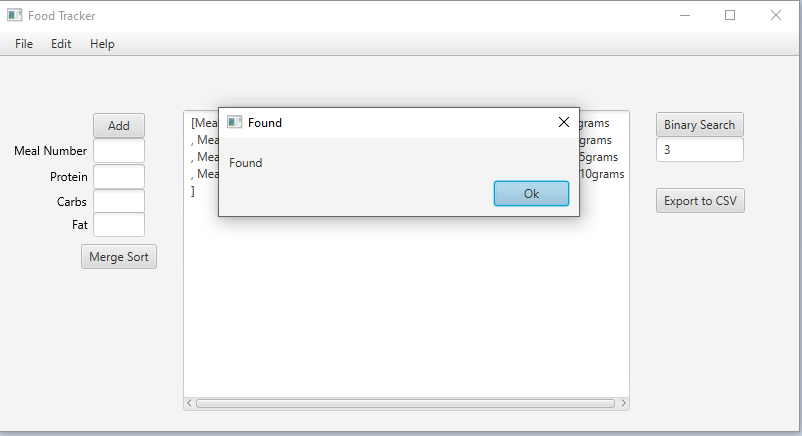 Food Tracker
File Edit Help
Add
Meal Number
Protein
Carbs
Fat
Merge Sort
[Mea
, Mea
, Mea
, Mea
]
grams
grams
5grams
10grams
Found
Found
Ok
Binary Search
3
Export to CSV